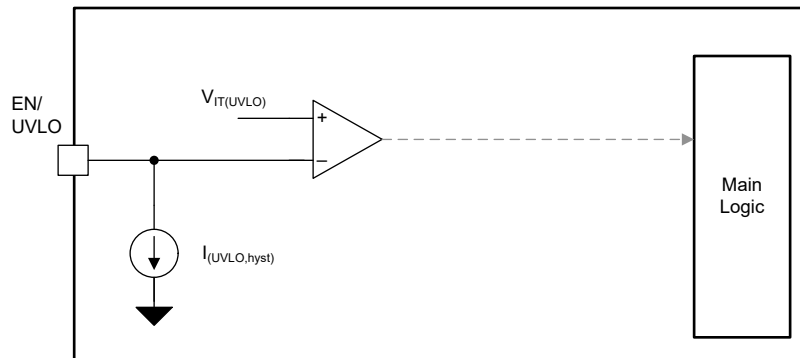 EN/
UVLO
V_IT(UVLO)
+
–
I_(UVLO,hyst)
Main
Logic